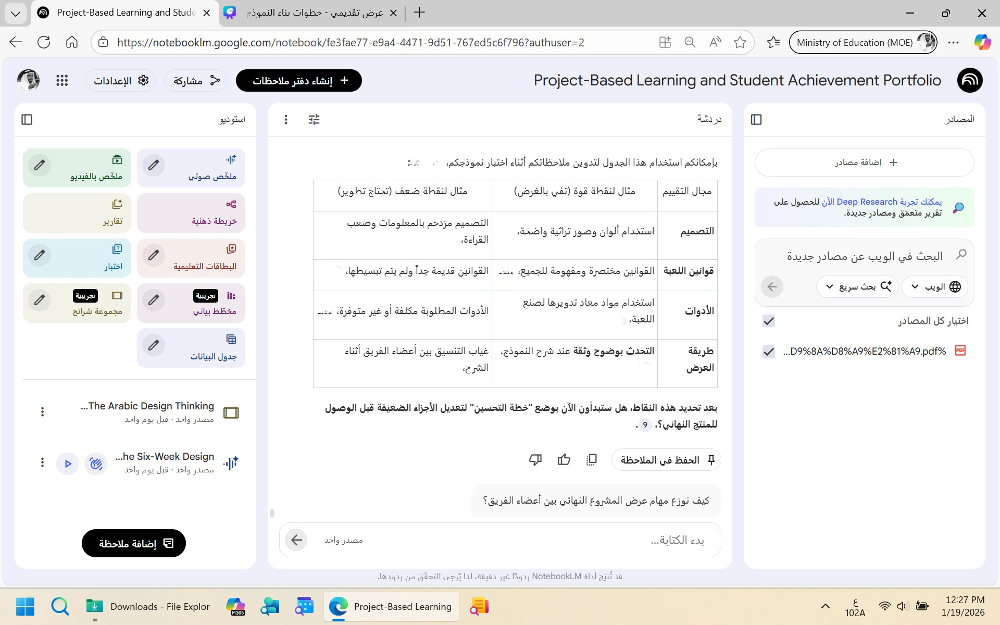 Project-Based Learning and Stude
عرض تقديمي - خطوات بناء النموذج
https://notebooklm.google.com/notebook/fe3fae77-e9a4-4471-9d51-767ed5c6f796?authuser=2
Ministry of Education (MOE)
Project-Based Learning and Student Achievement Portfolio
إنشاء دفتر ملاحظات
مشاركة
الإعدادات
المصادر
إضافة مصادر
يمكنك تجربة Deep Research الآن للحصول على
تقرير متعمّق ومصادر جديدة.
البحث في الويب عن مصادر جديدة
الويب
بحث سريع
اختيار كل المصادر
...D9%8A%D8%A9%E2%81%A9.pdf%
دردشة
بإمكانكم استخدام هذا الجدول لتدوين ملاحظاتكم أثناء اختبار نموذجكم،
مجال التقييم
مثال لنقطة قوة (تفي بالغرض)
مثال لنقطة ضعف (تحتاج تطوير)
التصميم
استخدام ألوان وصور تراثية واضحة،
التصميم مزدحم بالمعلومات وصعب
القراءة،
قوانين اللعبة
القوانين مختصرة ومفهومة للجميع،
القوانين قديمة جداً ولم يتم تبسيطها،
الأدوات
استخدام مواد معاد تدويرها لصنع
اللعبة،
الأدوات المطلوبة مكلفة أو غير متوفرة،
طريقة
العرض
التحدث بوضوح وثقة عند شرح النموذج،
غياب التنسيق بين أعضاء الفريق أثناء
الشرح،
بعد تحديد هذه النقاط، هل ستبدأون الآن بوضع "خطة التحسين" لتعديل الأجزاء الضعيفة قبل الوصول
للمنتج النهائي؟، 9.
الحفظ في الملاحظة
كيف نوزع مهام عرض المشروع النهائي بين أعضاء الفريق؟
بدء الكتابة...
مصدر واحد
استوديو
ملخّص صوتي
ملخّص بالفيديو
خريطة ذهنية
تقارير
البطاقات التعليمية
اختبار
تجريبية
مخطّط بياني
تجريبية
مجموعة شرائح
جدول البيانات
The Arabic Design Thinking...
مصدر واحد · قبل يوم واحد
he Six-Week Design...
مصدر واحد · قبل يوم واحد
إضافة ملاحظة
قد تُنتِج أداة NotebookLM ردودًا غير دقيقة، لذا يُرجى التحقّق من ردودها.
Downloads - File Explor
M365
Project-Based Learning
ع
102A
12:27 PM
1/19/2026